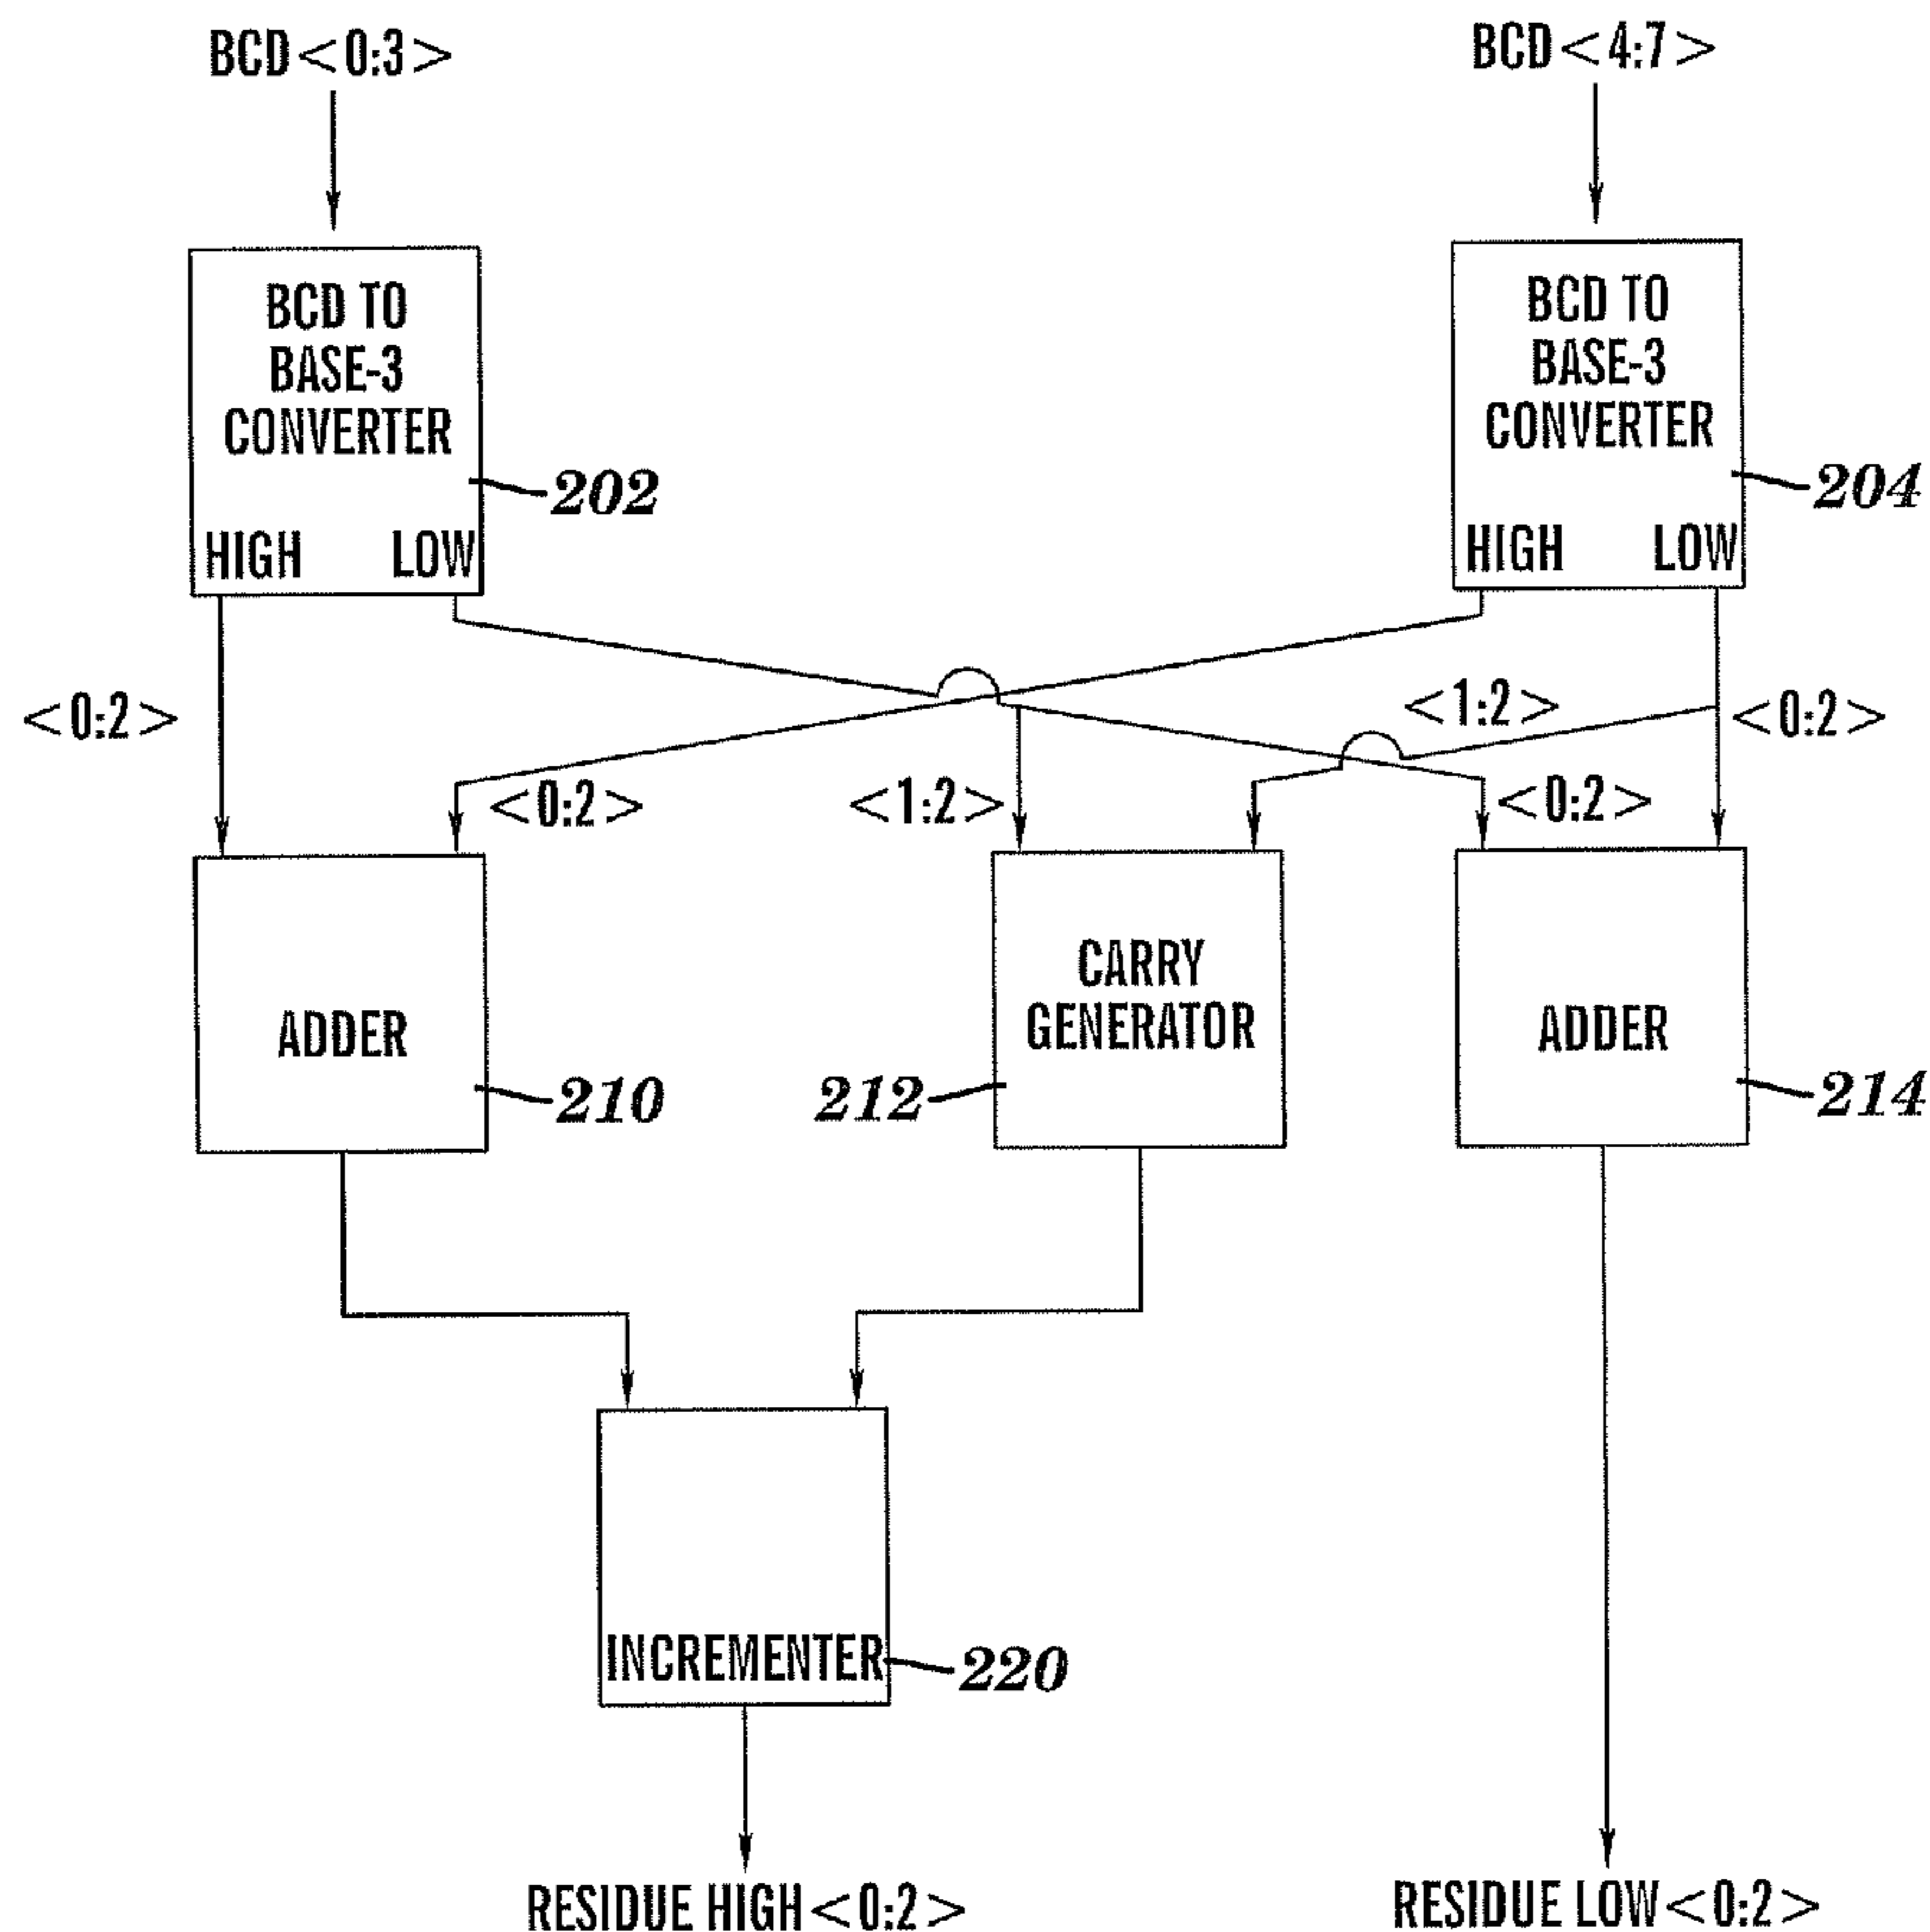 BCD<0:3>
BCD<4:7>
BCD TO
BASE-3
CONVERTER
202
HIGH LOW
BCD TO
BASE-3
CONVERTER
204
HIGH LOW
<0:2>
<0:2>
<1:2>
<1:2>
<0:2>
<0:2>
ADDER
210
CARRY
GENERATOR
212
ADDER
214
INCREMENTER
220
RESIDUE HIGH<0:2>
RESIDUE LOW<0:2>